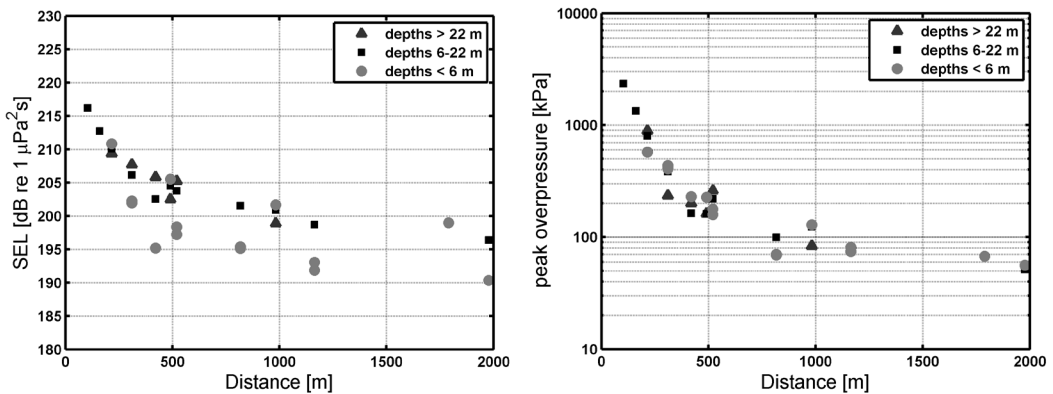 230
225
220
215
210
205
200
195
190
185
180
SEL [dB re 1 μPa²s]
0
500
1000
1500
2000
Distance [m]
depths > 22 m
depths 6-22 m
depths < 6 m
10000
1000
100
10
peak overpressure [kPa]
0
500
1000
1500
2000
Distance [m]
depths > 22 m
depths 6-22 m
depths < 6 m